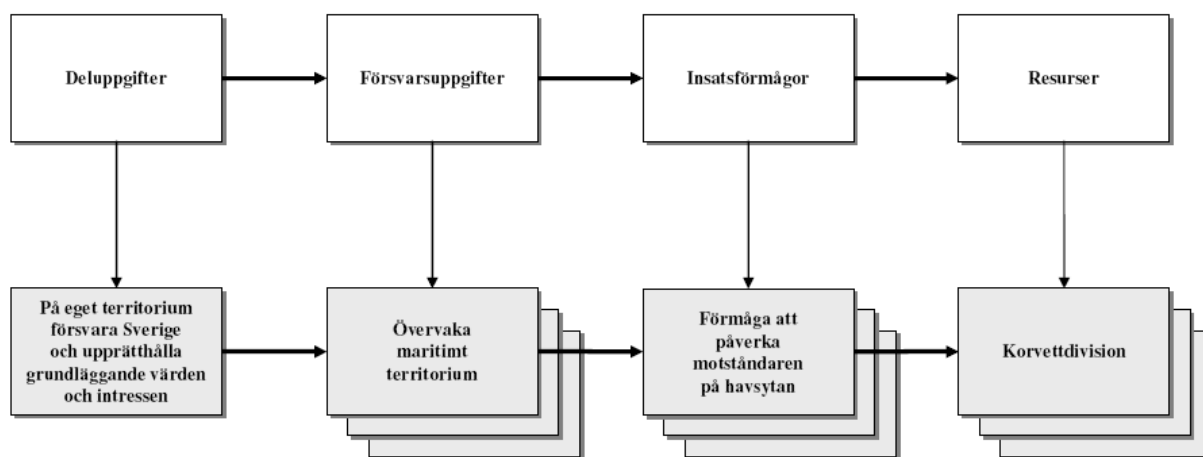 Deluppgifter
Försvarsuppgifter
Insatsförmågor
Resurser
På eget territorium
försvara Sverige
och upprätthålla
grundläggande värden
och intressen
Övervaka
maritimt
territorium
Förmåga att
påverka
motståndaren
på havsytan
Korvettdivision